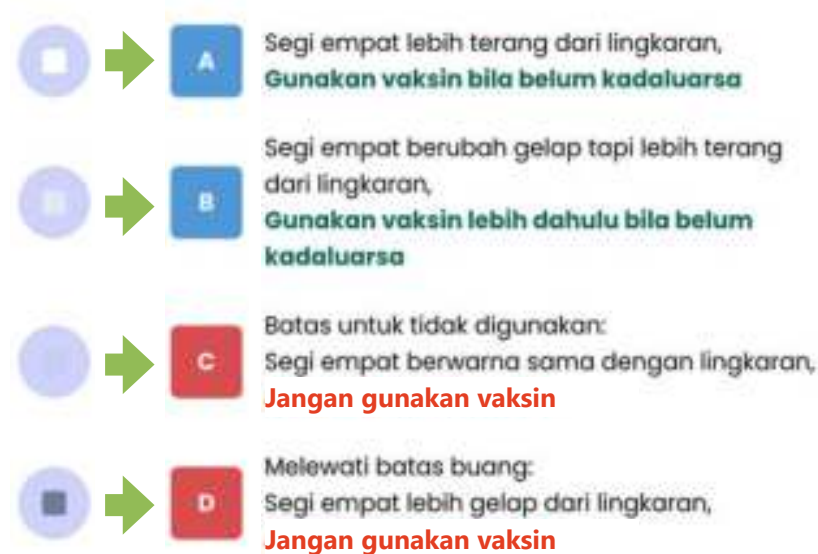 A
Segi empat lebih terang dari lingkaran,
Gunakan vaksin bila belum kadaluarsa
B
Segi empat berubah gelap tapi lebih terang
dari lingkaran,
Gunakan vaksin lebih dahulu bila belum
kadaluarsa
C
Batas untuk tidak digunakan:
Segi empat berwarna sama dengan lingkaran,
Jangan gunakan vaksin
D
Melewati batas buang:
Segi empat lebih gelap dari lingkaran,
Jangan gunakan vaksin